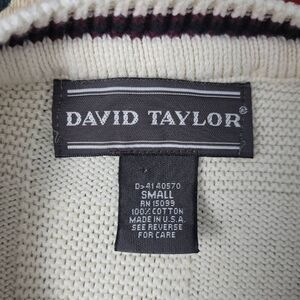 DAVID TAYLOR®
D>4140570
SMALL
RN 15099
100% COTTON
MADE IN U.S.A.
SEE REVERSE
FOR CARE